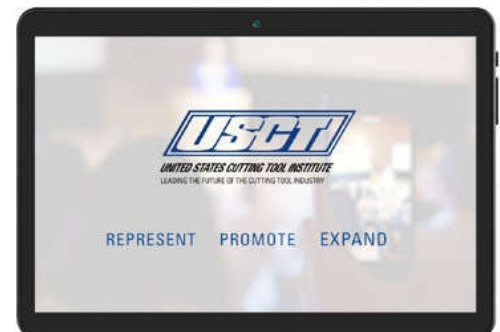 USCTI
UNITED STATES CUTTING TOOL INSTITUTE
LEADING THE FUTURE OF THE CUTTING TOOL INDUSTRY
REPRESENT PROMOTE EXPAND